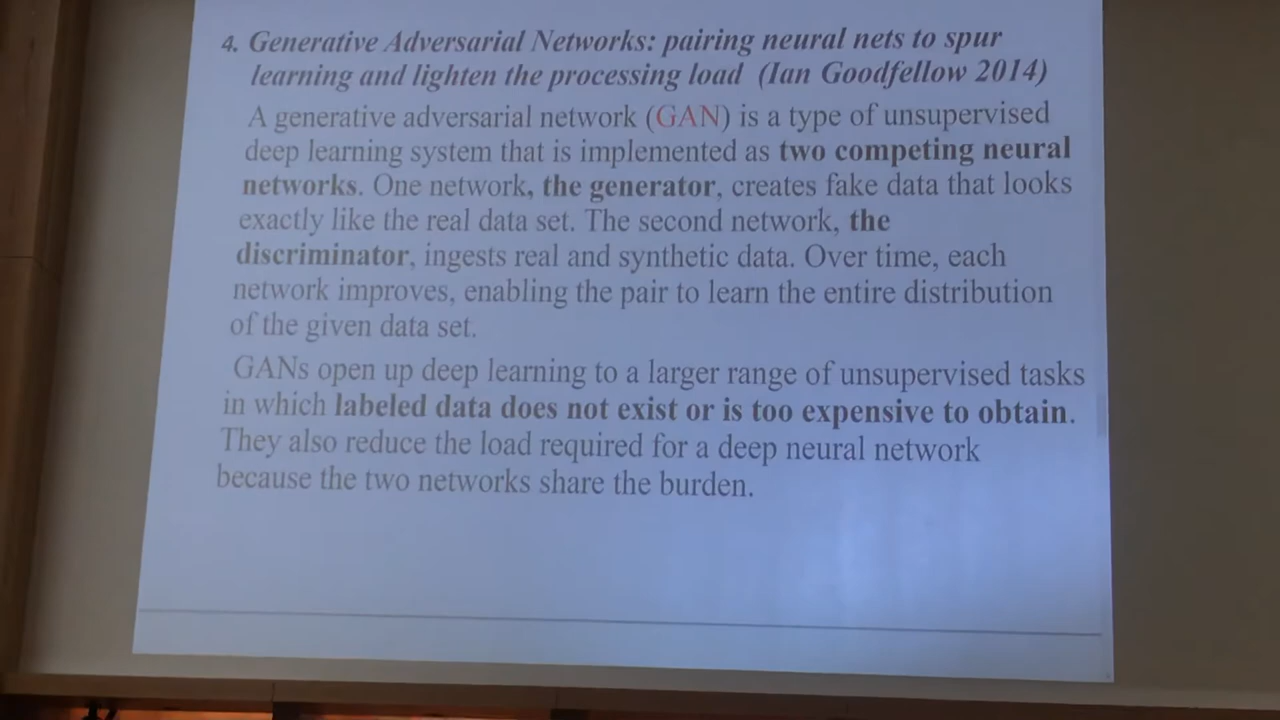 4. Generative Adversarial Networks: pairing neural nets to spur
learning and lighten the processing load (Ian Goodfellow 2014)
A generative adversarial network (GAN) is a type of unsupervised
deep learning system that is implemented as two competing neural
networks. One network, the generator, creates fake data that looks
exactly like the real data set. The second network, the
discriminator, ingests real and synthetic data. Over time, each
network improves, enabling the pair to learn the entire distribution
of the given data set.
GANs open up deep learning to a larger range of unsupervised tasks
in which labeled data does not exist or is too expensive to obtain.
They also reduce the load required for a deep neural network
because the two networks share the burden.